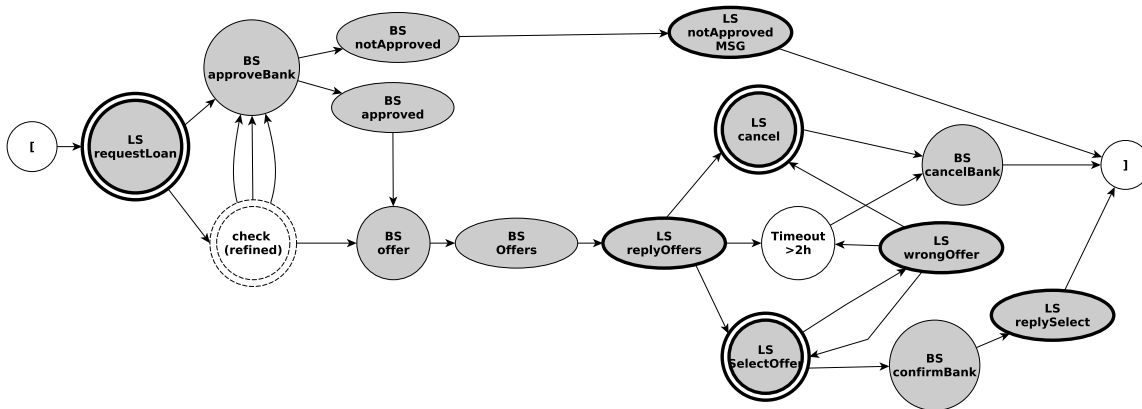 [
LS
requestLoan
BS
approveBank
BS
notApproved
BS
approved
check
(refined)
BS
offer
BS
Offers
LS
replyOffers
LS
notApproved
MSG
LS
cancel
Timeout
>2h
LS
SelectOffer
BS
cancelBank
LS
wrongOffer
BS
confirmBank
LS
replySelect
]